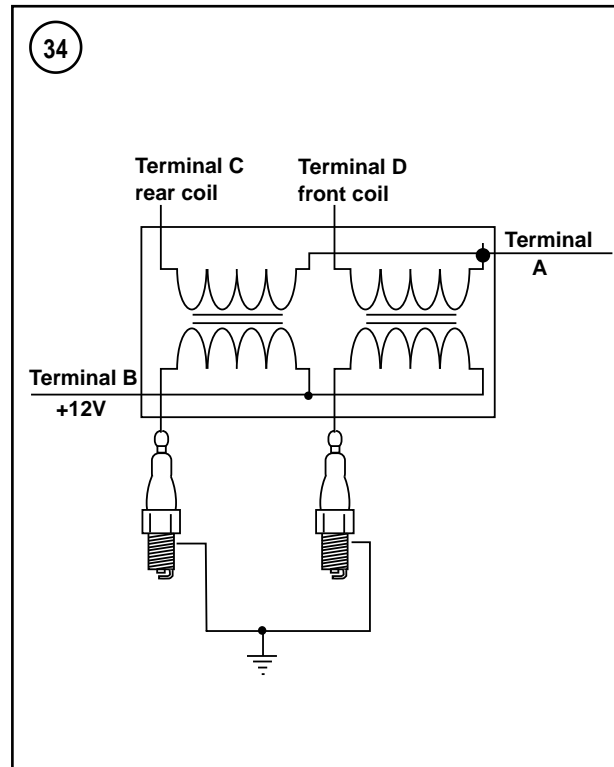 34
Terminal C
rear coil
Terminal D
front coil
Terminal
A
Terminal B
+12V